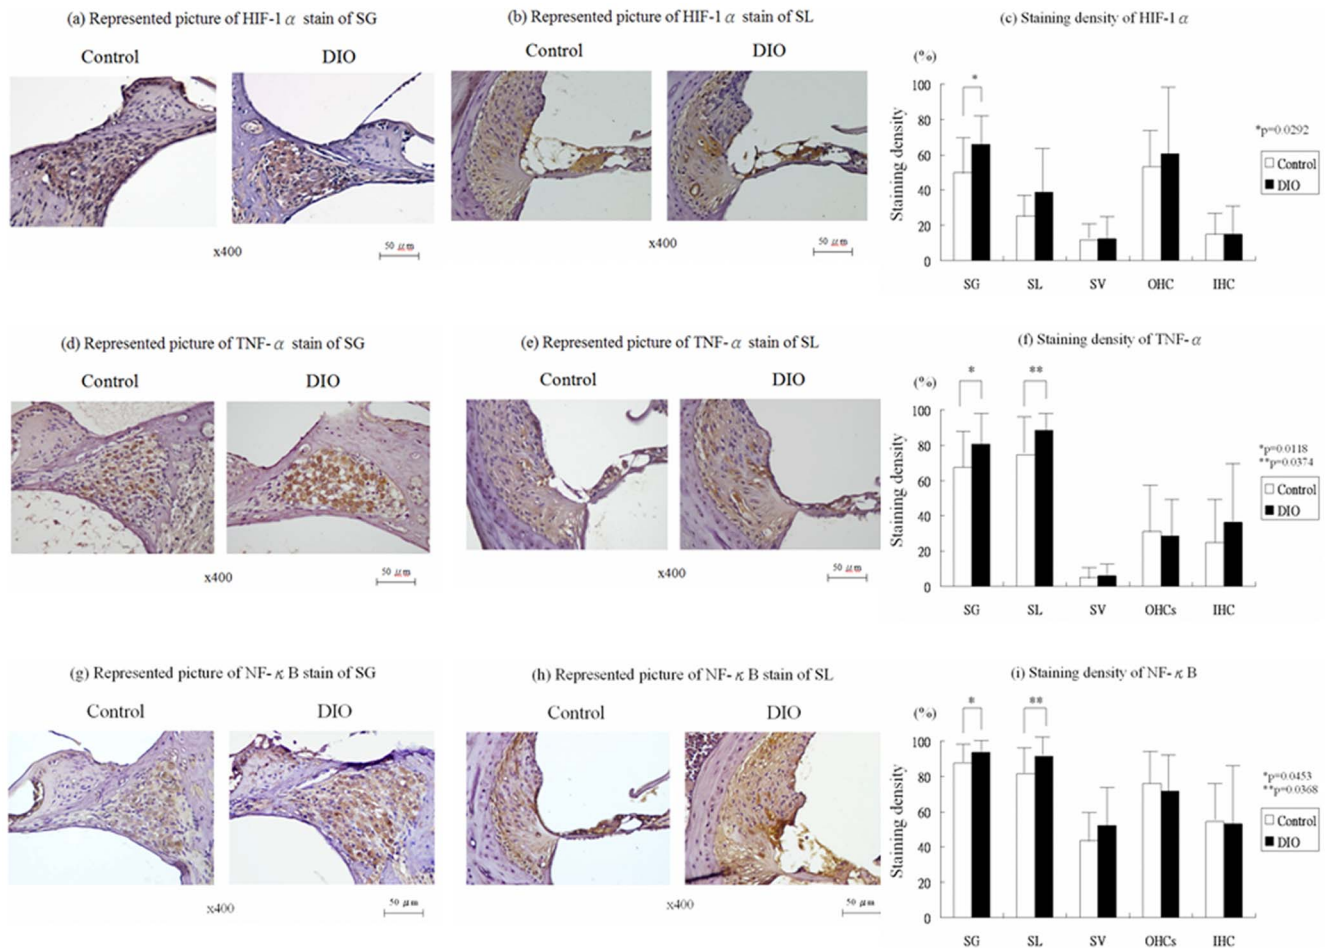 (a) Represented picture of HIF-1 α stain of SG
Control
DIO
x400
50 μm
(b) Represented picture of HIF-1 α stain of SL
Control
DIO
x400
50 μm
(c) Staining density of HIF-1 α
(%)
Staining density
100
80
60
40
20
0
*
SG
SL
SV
OHC
IHC
*p=0.0292
Control
DIO
(d) Represented picture of TNF- α stain of SG
Control
DIO
x400
50 μm
(e) Represented picture of TNF- α stain of SL
Control
DIO
x400
50 μm
(f) Staining density of TNF- α
(%)
Staining density
100
80
60
40
20
0
*
**
SG
SL
SV
OHCs
IHC
*p=0.0118
**p=0.0374
Control
DIO
(g) Represented picture of NF- κ B stain of SG
Control
DIO
x400
50 μm
(h) Represented picture of NF- κ B stain of SL
Control
DIO
x400
50 μm
(i) Staining density of NF- κ B
(%)
Staining density
100
80
60
40
20
0
*
**
SG
SL
SV
OHCs
IHC
*p=0.0453
**p=0.0368
Control
DIO